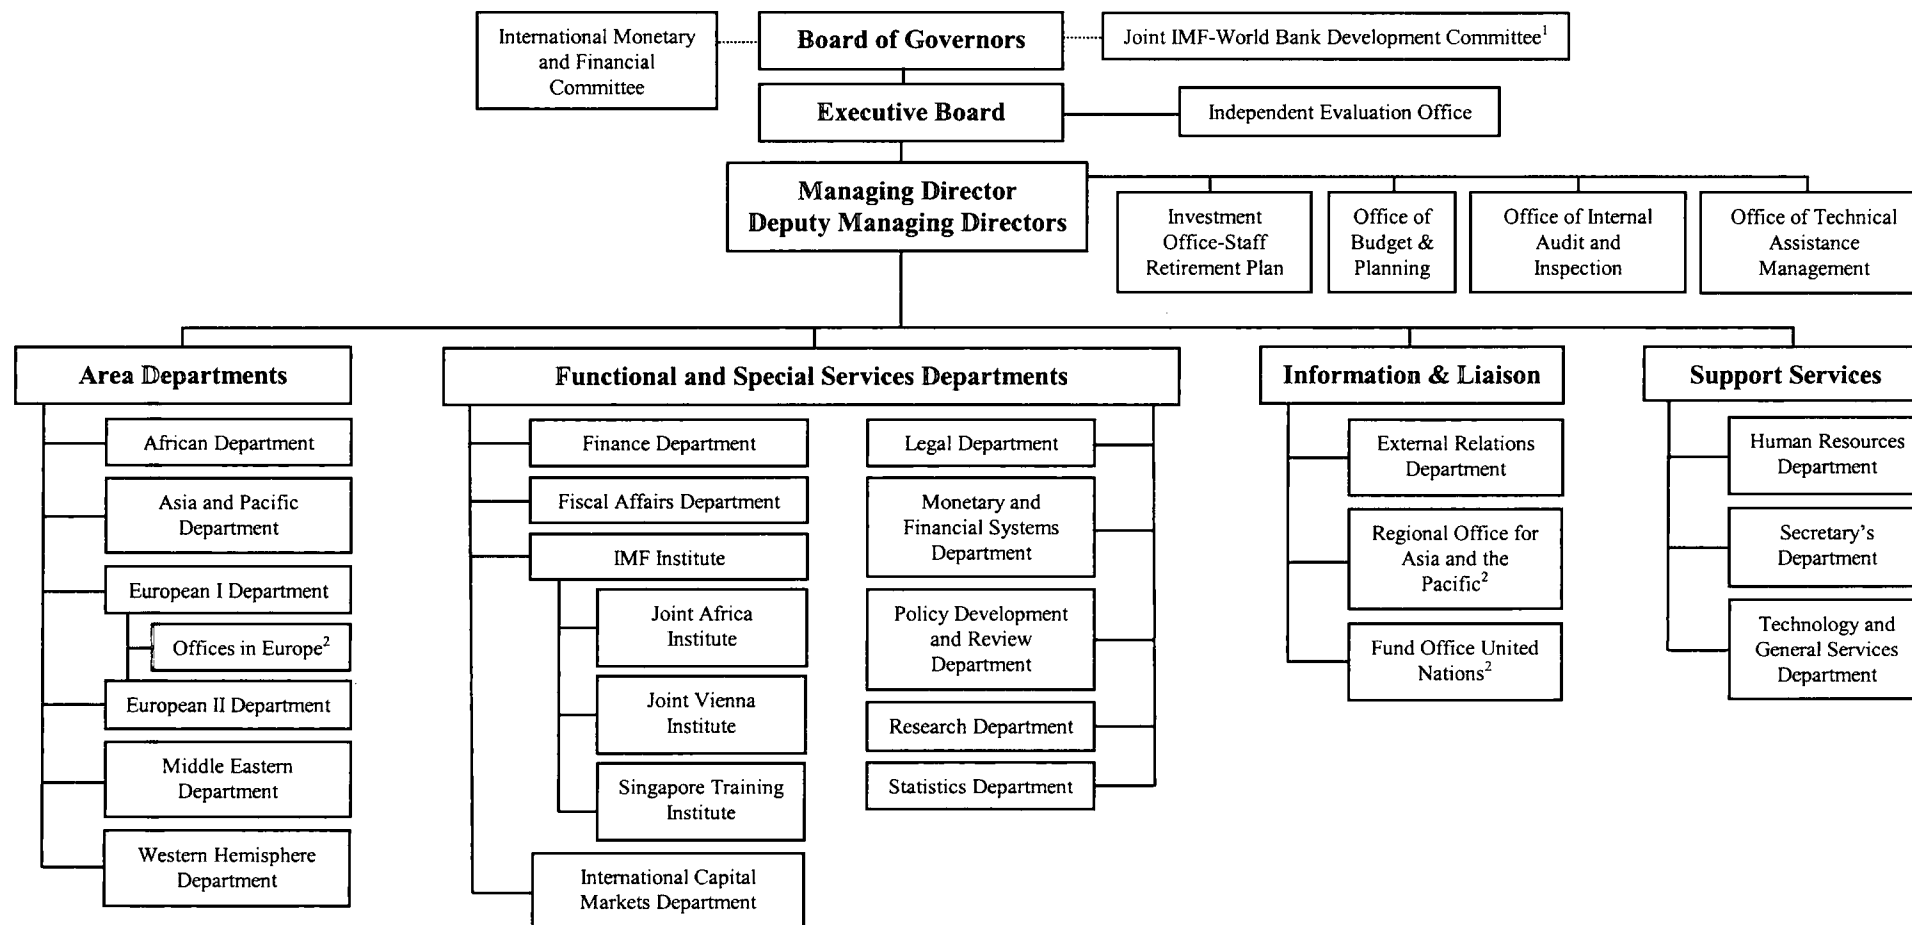 International Monetary
and Financial
Committee
Board of Governors
Joint IMF-World Bank Development Committee¹
Executive Board
Independent Evaluation Office
Managing Director
Deputy Managing Directors
Investment
Office-Staff
Retirement Plan
Office of
Budget &
Planning
Office of Internal
Audit and
Inspection
Office of Technical
Assistance
Management
Area Departments
African Department
Asia and Pacific
Department
European I Department
Offices in Europe²
European II Department
Middle Eastern
Department
Western Hemisphere
Department
Functional and Special Services Departments
Finance Department
Fiscal Affairs Department
IMF Institute
Joint Africa
Institute
Joint Vienna
Institute
Singapore Training
Institute
International Capital
Markets Department
Legal Department
Monetary and
Financial Systems
Department
Policy Development
and Review
Department
Research Department
Statistics Department
Information & Liaison
External Relations
Department
Regional Office for
Asia and the
Pacific²
Fund Office United
Nations²
Support Services
Human Resources
Department
Secretary's
Department
Technology and
General Services
Department